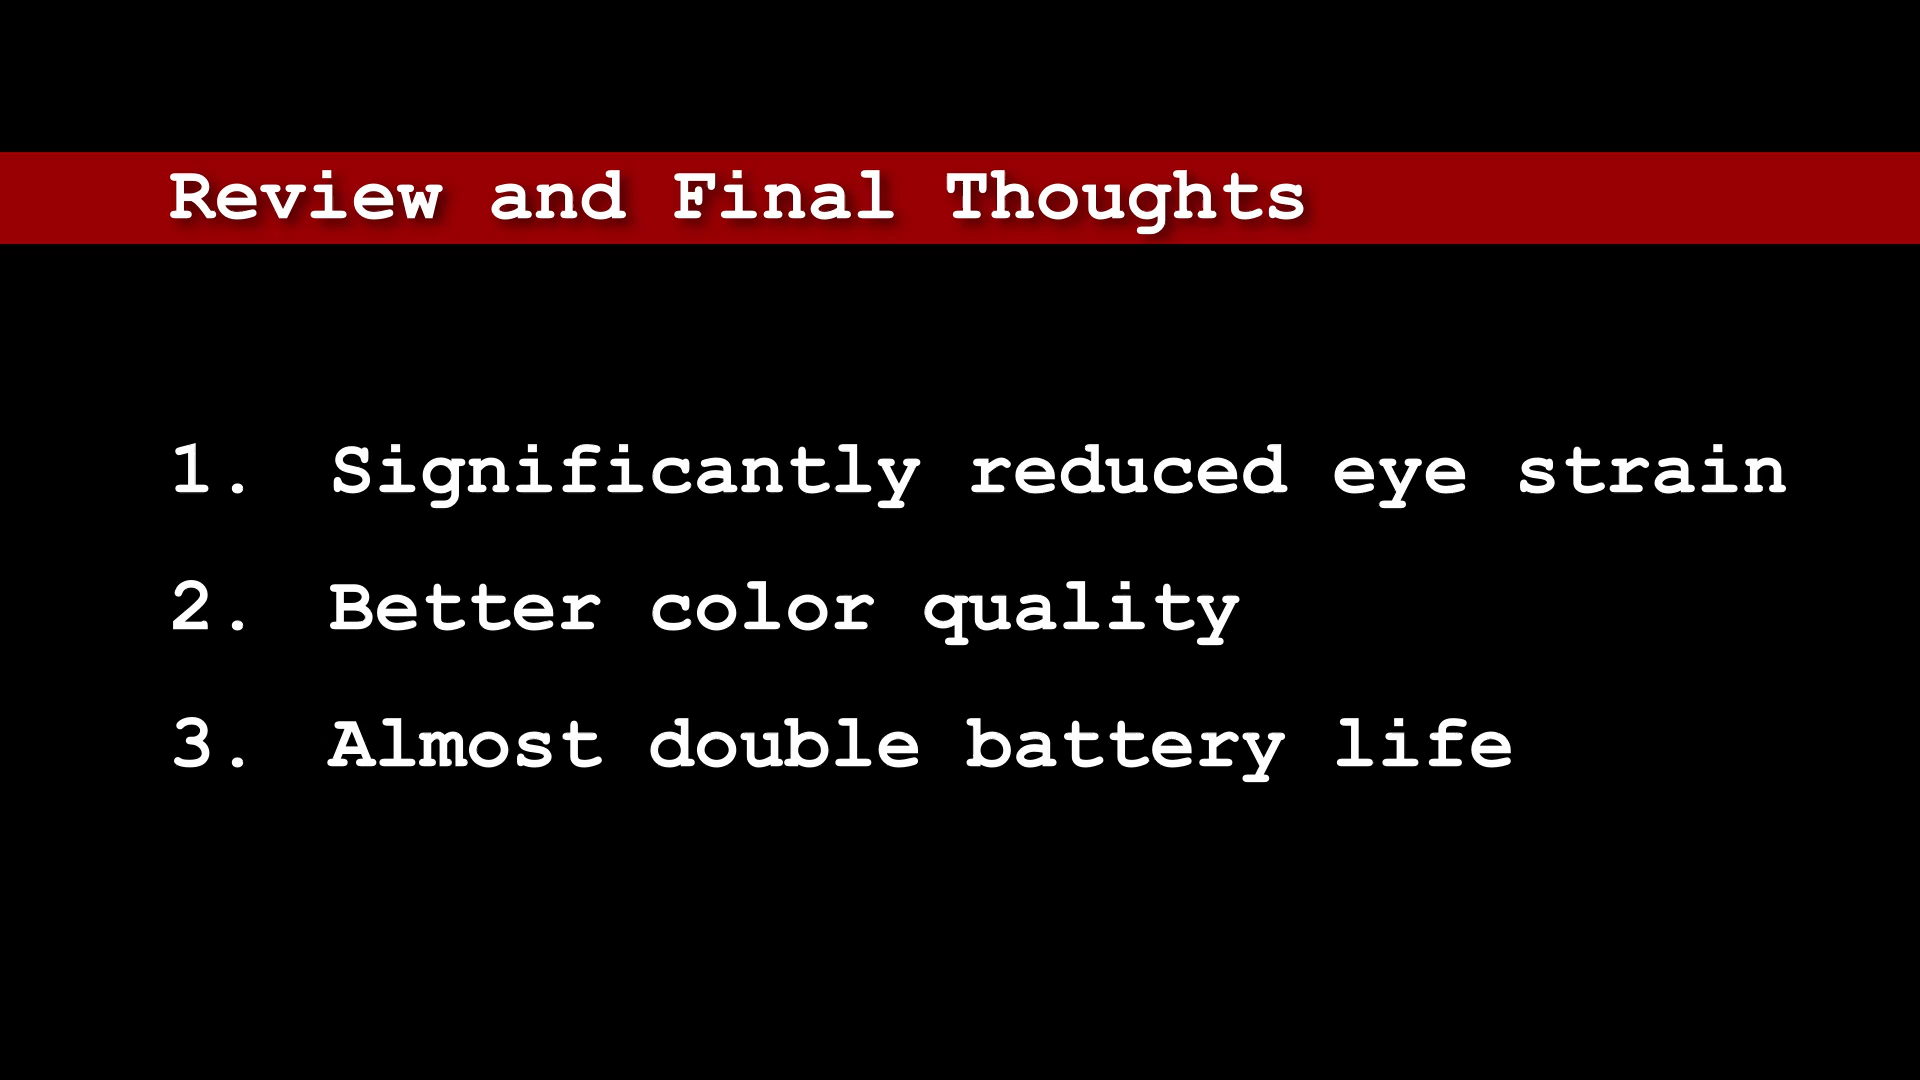 Review and Final Thoughts
1. Significantly reduced eye strain
2. Better color quality
3. Almost double battery life